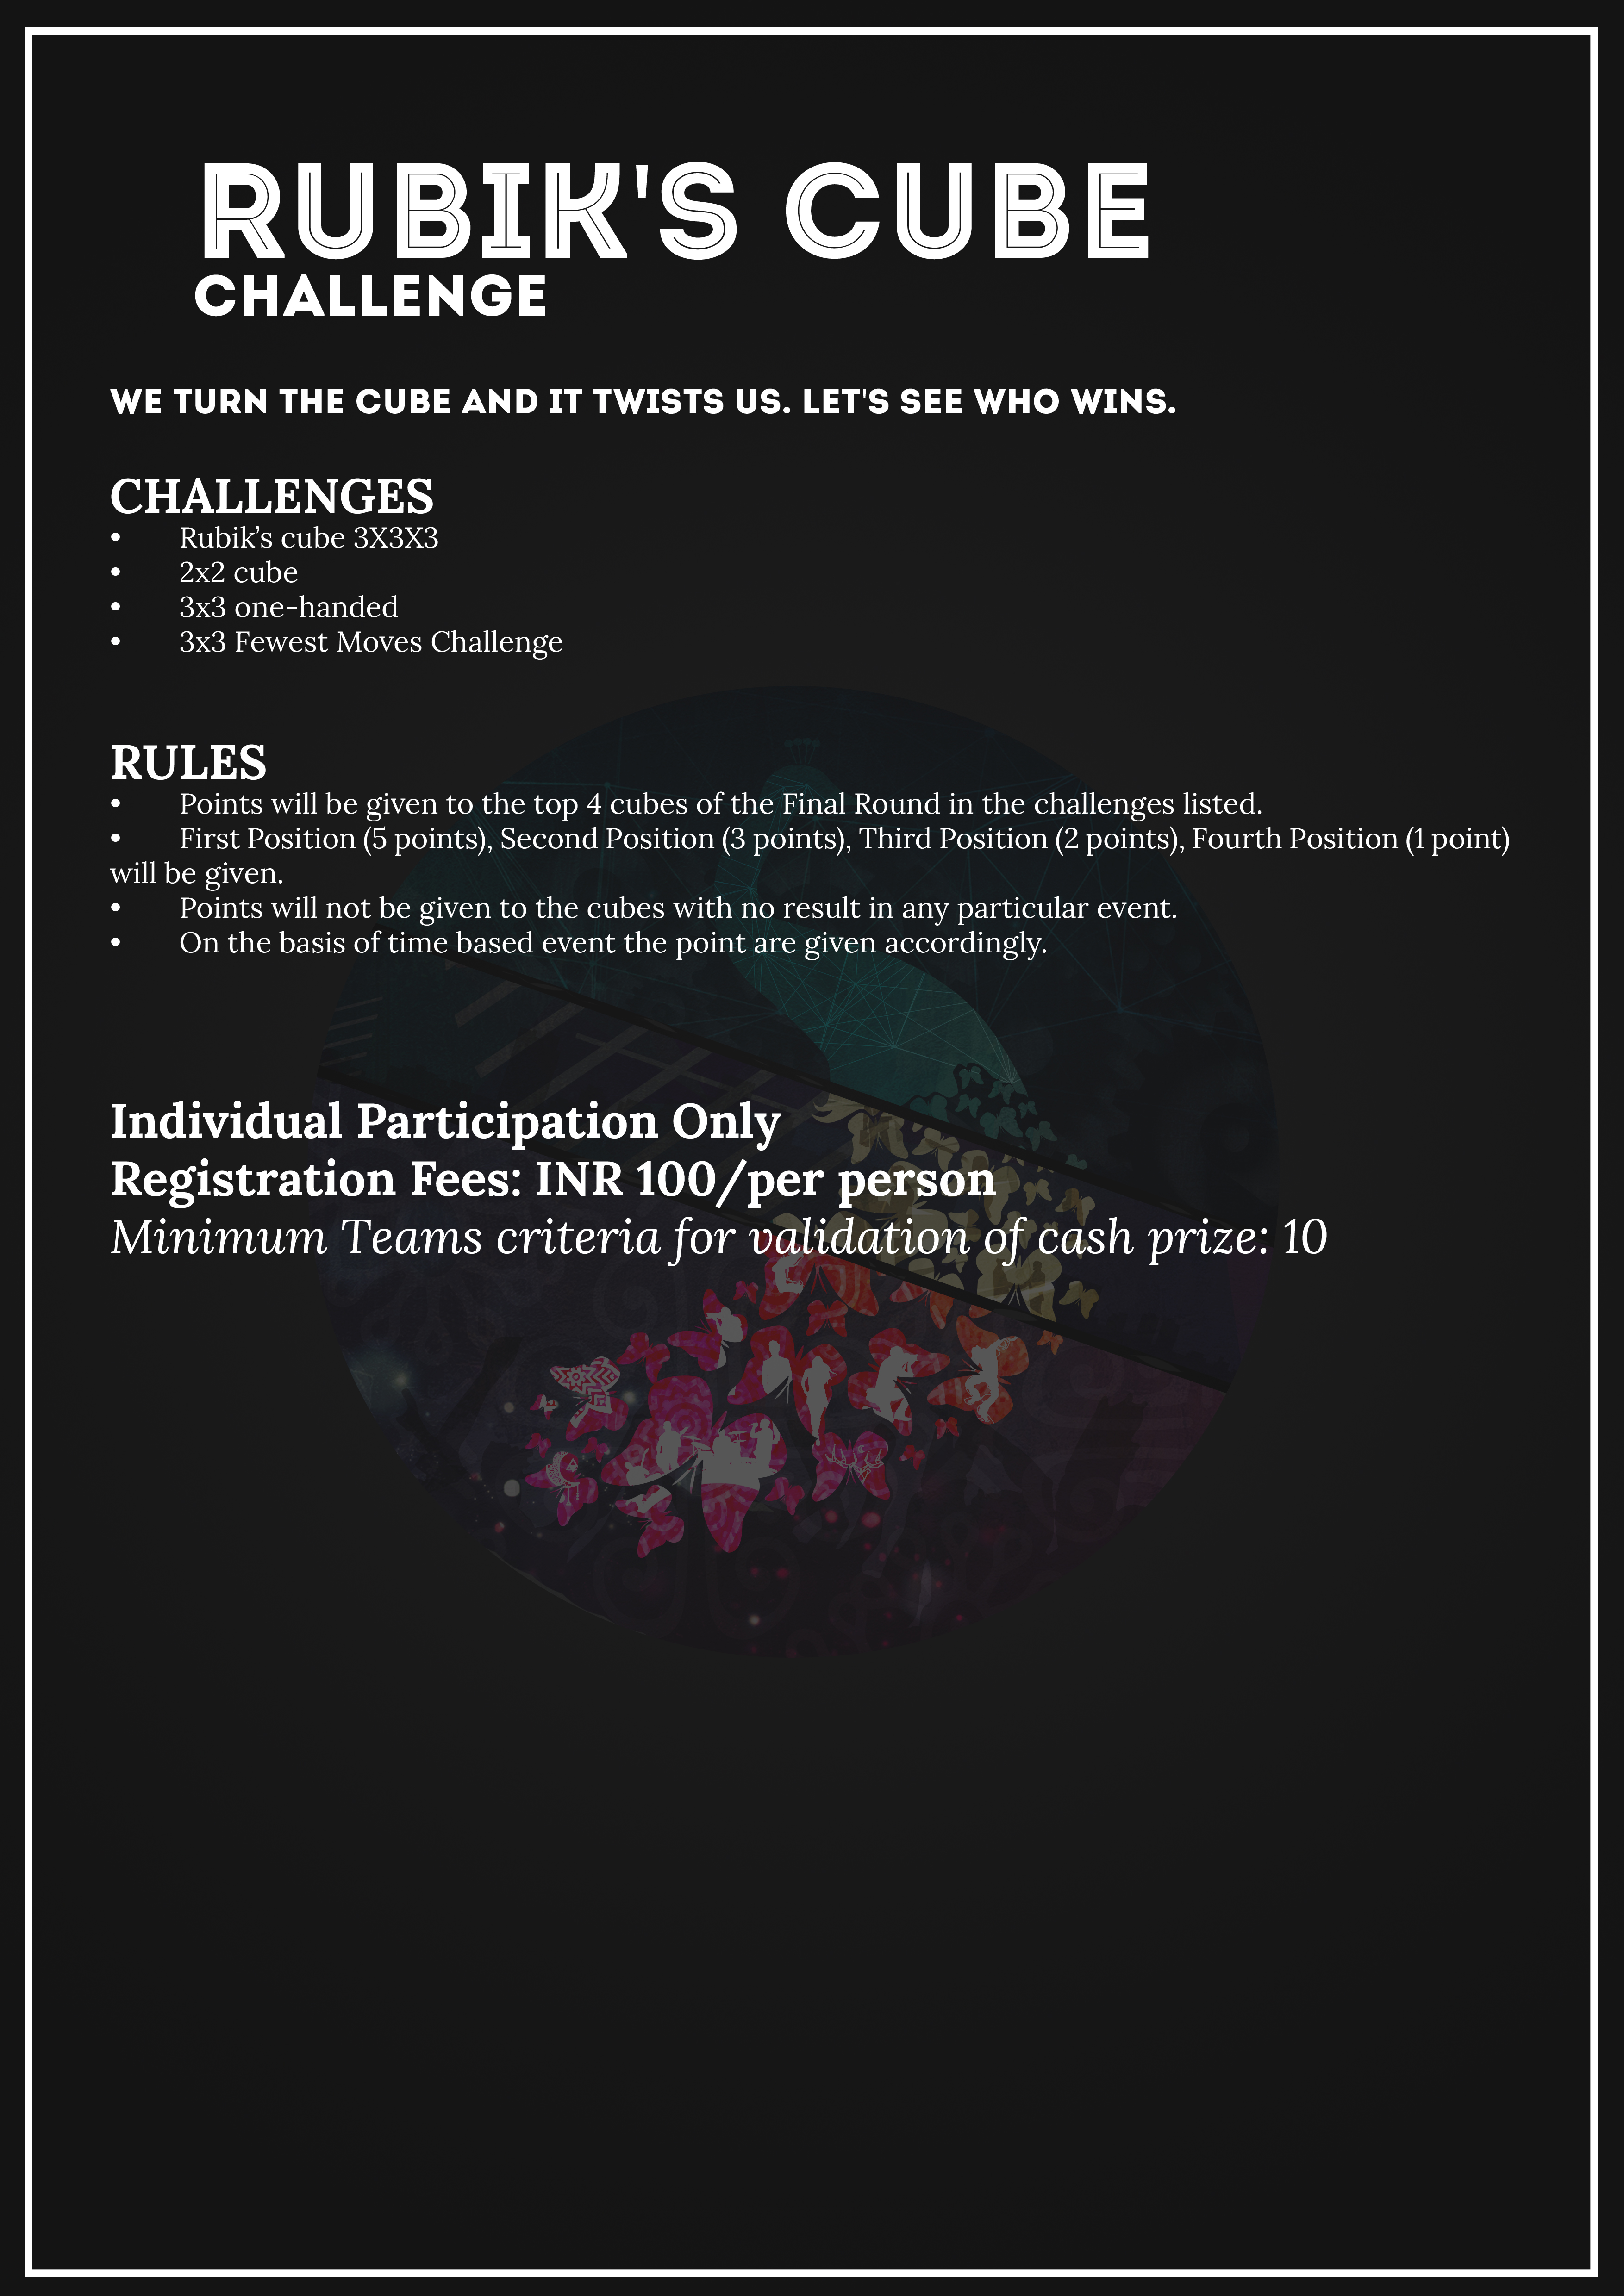 RUBIK'S CUBE
CHALLENGE
WE TURN THE CUBE AND IT TWISTS US. LET'S SEE WHO WINS.
CHALLENGES
• Rubik’s cube 3X3X3
• 2x2 cube
• 3x3 one-handed
• 3x3 Fewest Moves Challenge
RULES
• Points will be given to the top 4 cubes of the Final Round in the challenges listed.
• First Position (5 points), Second Position (3 points), Third Position (2 points), Fourth Position (1 point)
will be given.
• Points will not be given to the cubes with no result in any particular event.
• On the basis of time based event the point are given accordingly.
Individual Participation Only
Registration Fees: INR 100/per person
Minimum Teams criteria for validation of cash prize: 10